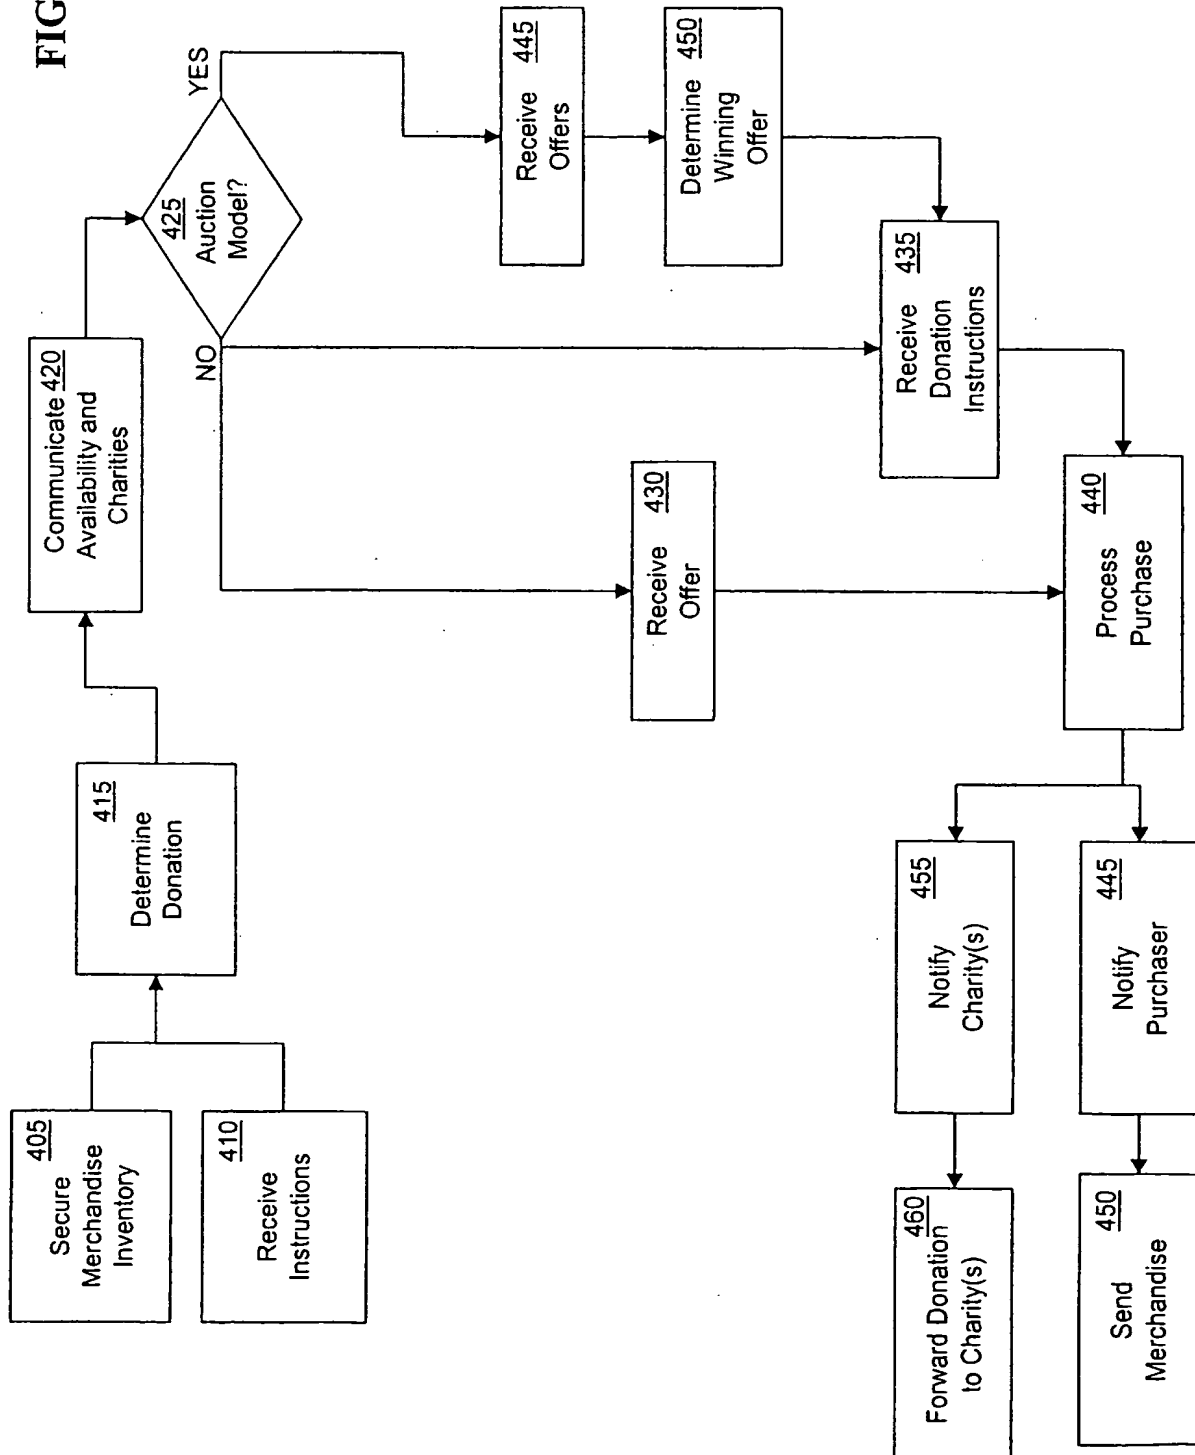 FIG
405
Secure
Merchandise
Inventory
410
Receive
Instructions
415
Determine
Donation
Communicate 420
Availability and
Charities
425
Auction
Model?
YES
NO
Receive 445
Offers
Determine 450
Winning
Offer
Receive 430
Offer
Receive 435
Donation
Instructions
440
Process
Purchase
455
Notify
Charity(s)
460
Forward Donation
to Charity(s)
445
Notify
Purchaser
450
Send
Merchandise